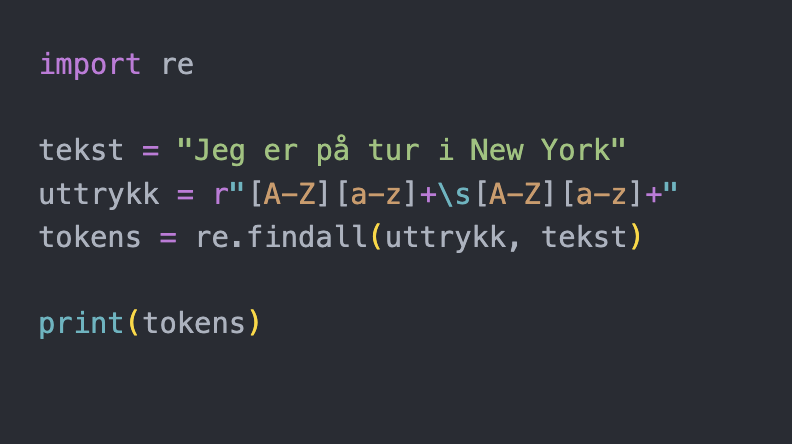 import re
tekst = "Jeg er på tur i New York"
uttrykk = r"[A-Z][a-z]+\s[A-Z][a-z]+"
tokens = re.findall(uttrykk, tekst)
print(tokens)